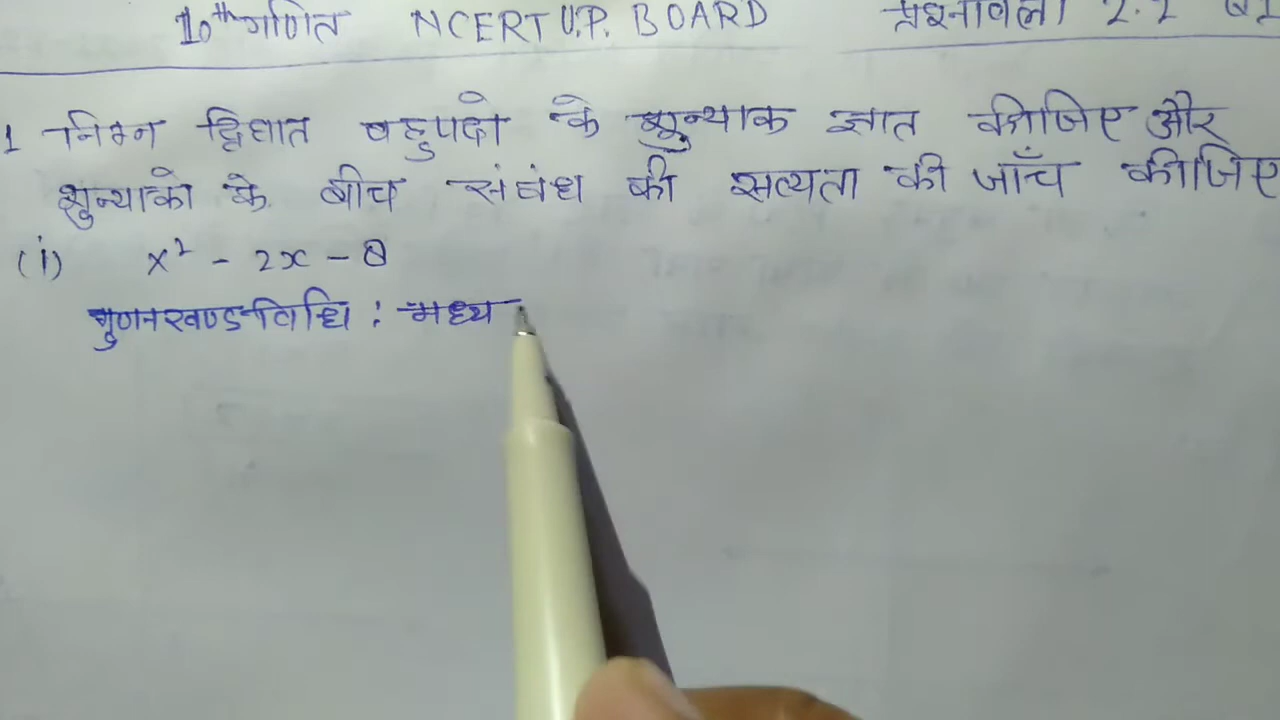 10th गणित NCERT U.P. BOARD प्रश्नावली 2.2
1 निम्न द्विघात बहुपदो के शुन्याक ज्ञात कीजिए और
शुन्याको के बीच संबंध की सत्यता की जाँच कीजिए
(i) x² - 2x - 8
गुणनखण्ड विधि : मध्य